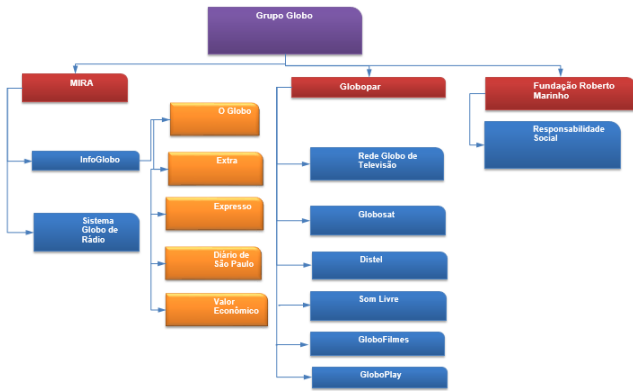 Grupo Globo
MIRA
Globopar
Fundação Roberto
Marinho
O Globo
Responsabilidade
Social
InfoGlobo
Extra
Rede Globo de
Televisão
Expresso
Sistema
Globo de
Rádio
Globosat
Diário de
São Paulo
Distel
Valor
Econômico
Som Livre
GloboFilmes
GloboPlay